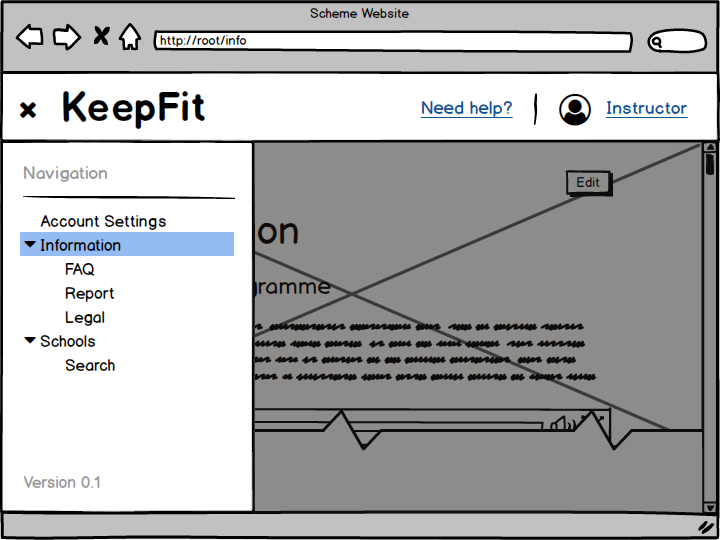 Scheme Website
http://root/info
KeepFit
Need help?
Instructor
Navigation
Edit
Account Settings
on
Information
FAQ
gramme
Report
Legal
Schools
Search
Version 0.1